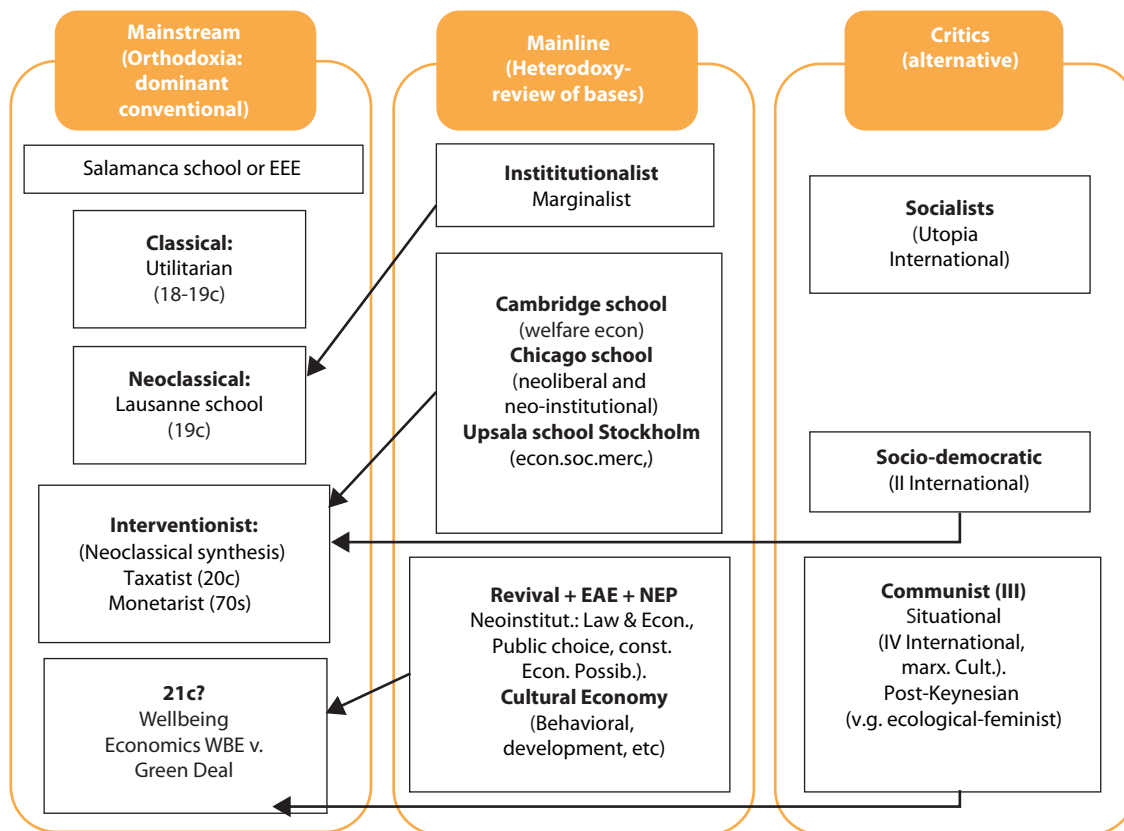 Mainstream
(Orthodoxia:
dominant
conventional)
Salamanca school or EEE
Classical:
Utilitarian
(18-19c)
Neoclassical:
Lausanne school
(19c)
Interventionist:
(Neoclassical synthesis)
Taxatist (20c)
Monetarist (70s)
21c?
Wellbeing
Economics WBE v.
Green Deal
Mainline
(Heterodoxy-
review of bases)
Instititutionalist
Marginalist
Cambridge school
(welfare econ)
Chicago school
(neoliberal and
neo-institutional)
Upsala school Stockholm
(econ.soc.merc,)
Revival + EAE + NEP
Neoinstitut.: Law & Econ.,
Public choice, const.
Econ. Possib.).
Cultural Economy
(Behavioral,
development, etc)
Critics
(alternative)
Socialists
(Utopia
International)
Socio-democratic
(II International)
Communist (III)
Situational
(IV International,
marx. Cult.).
Post-Keynesian
(v.g. ecological-feminist)